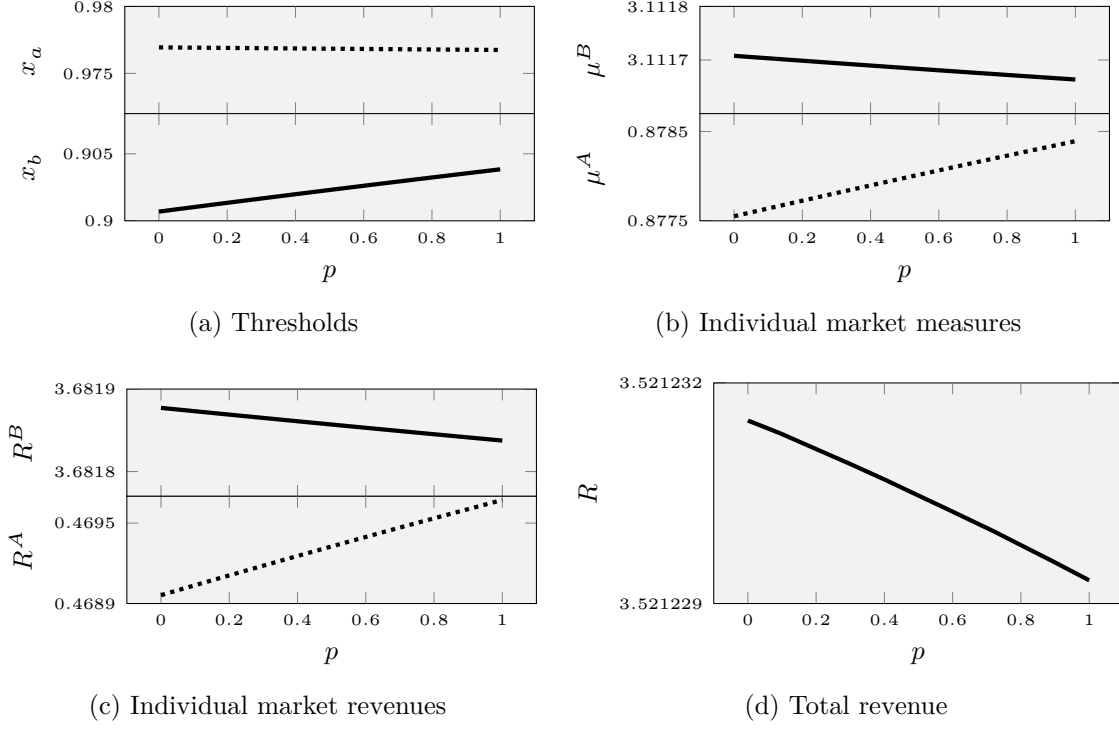 0.98
0.975
x_a
0.905
0.9
x_b
0 0.2 0.4 0.6 0.8 1
p
(a) Thresholds
3.1118
3.1117
μ^B
0.8785
0.8775
μ^A
0 0.2 0.4 0.6 0.8 1
p
(b) Individual market measures
3.6819
3.6818
R^B
0.4695
0.4689
R^A
0 0.2 0.4 0.6 0.8 1
p
(c) Individual market revenues
3.521232
3.521229
R
0 0.2 0.4 0.6 0.8 1
p
(d) Total revenue